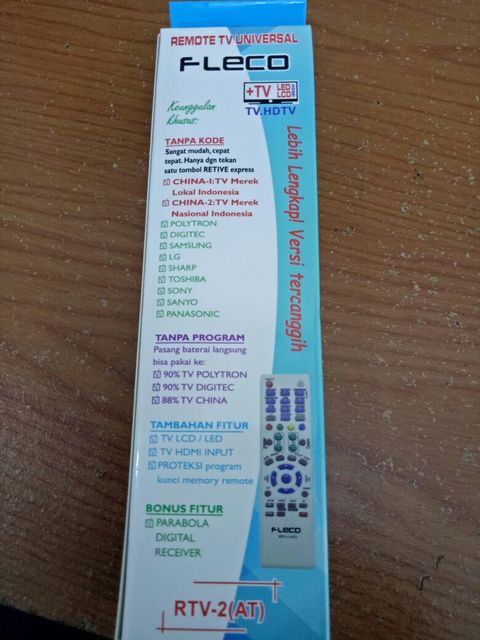 REMOTE TV UNIVERSAL
FLECO
+TV LED
LCD
TV.HDTV
Keunggulan
khusus:
Lebih Lengkap! Versi tercanggih
TANPA KODE
Sangat mudah, cepat
tepat. Hanya dgn tekan
satu tombol RETIVE express
CHINA-1:TV Merek
Lokal Indonesia
CHINA-2:TV Merek
Nasional Indonesia
POLYTRON
DIGITEC
SAMSUNG
LG
SHARP
TOSHIBA
SONY
SANYO
PANASONIC
TANPA PROGRAM
Pasang baterai langsung
bisa pakai ke:
90% TV POLYTRON
90% TV DIGITEC
88% TV CHINA
TAMBAHAN FITUR
TV LCD / LED
TV HDMI INPUT
PROTEKSI program
kunci memory remote
BONUS FITUR
PARABOLA
DIGITAL
RECEIVER
FLECO
RTV-2(AT)